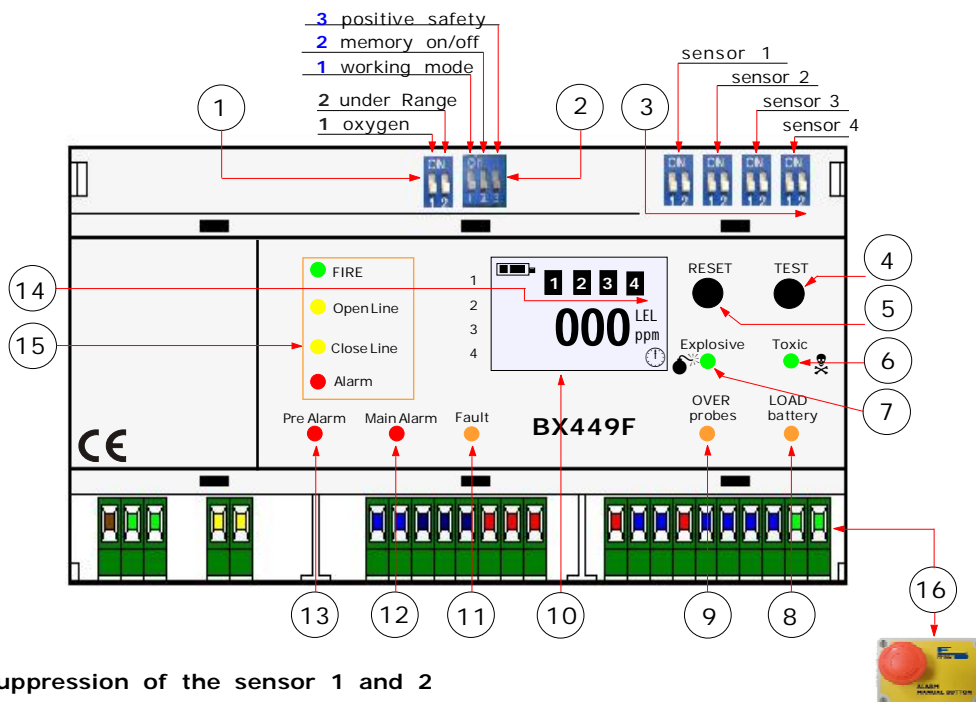 3 positive safety
2 memory on/off
1 working mode
2 under Range
1 oxygen
sensor 1
sensor 2
sensor 3
sensor 4
1
2
3
ON
1 2
ON
1 2 3
ON
1 2
ON
1 2
ON
1 2
ON
1 2
FIRE
Open Line
Close Line
Alarm
1
2
3
4
1 2 3 4
000
LEL
ppm
RESET
TEST
4
5
14
15
Explosive
Toxic
6
7
OVER
probes
LOAD
battery
Pre Alarm
Main Alarm
Fault
BX449F
CE
13
12
11
10
9
8
16
ALARM
MANUAL BUTTON
uppression of the sensor 1 and 2